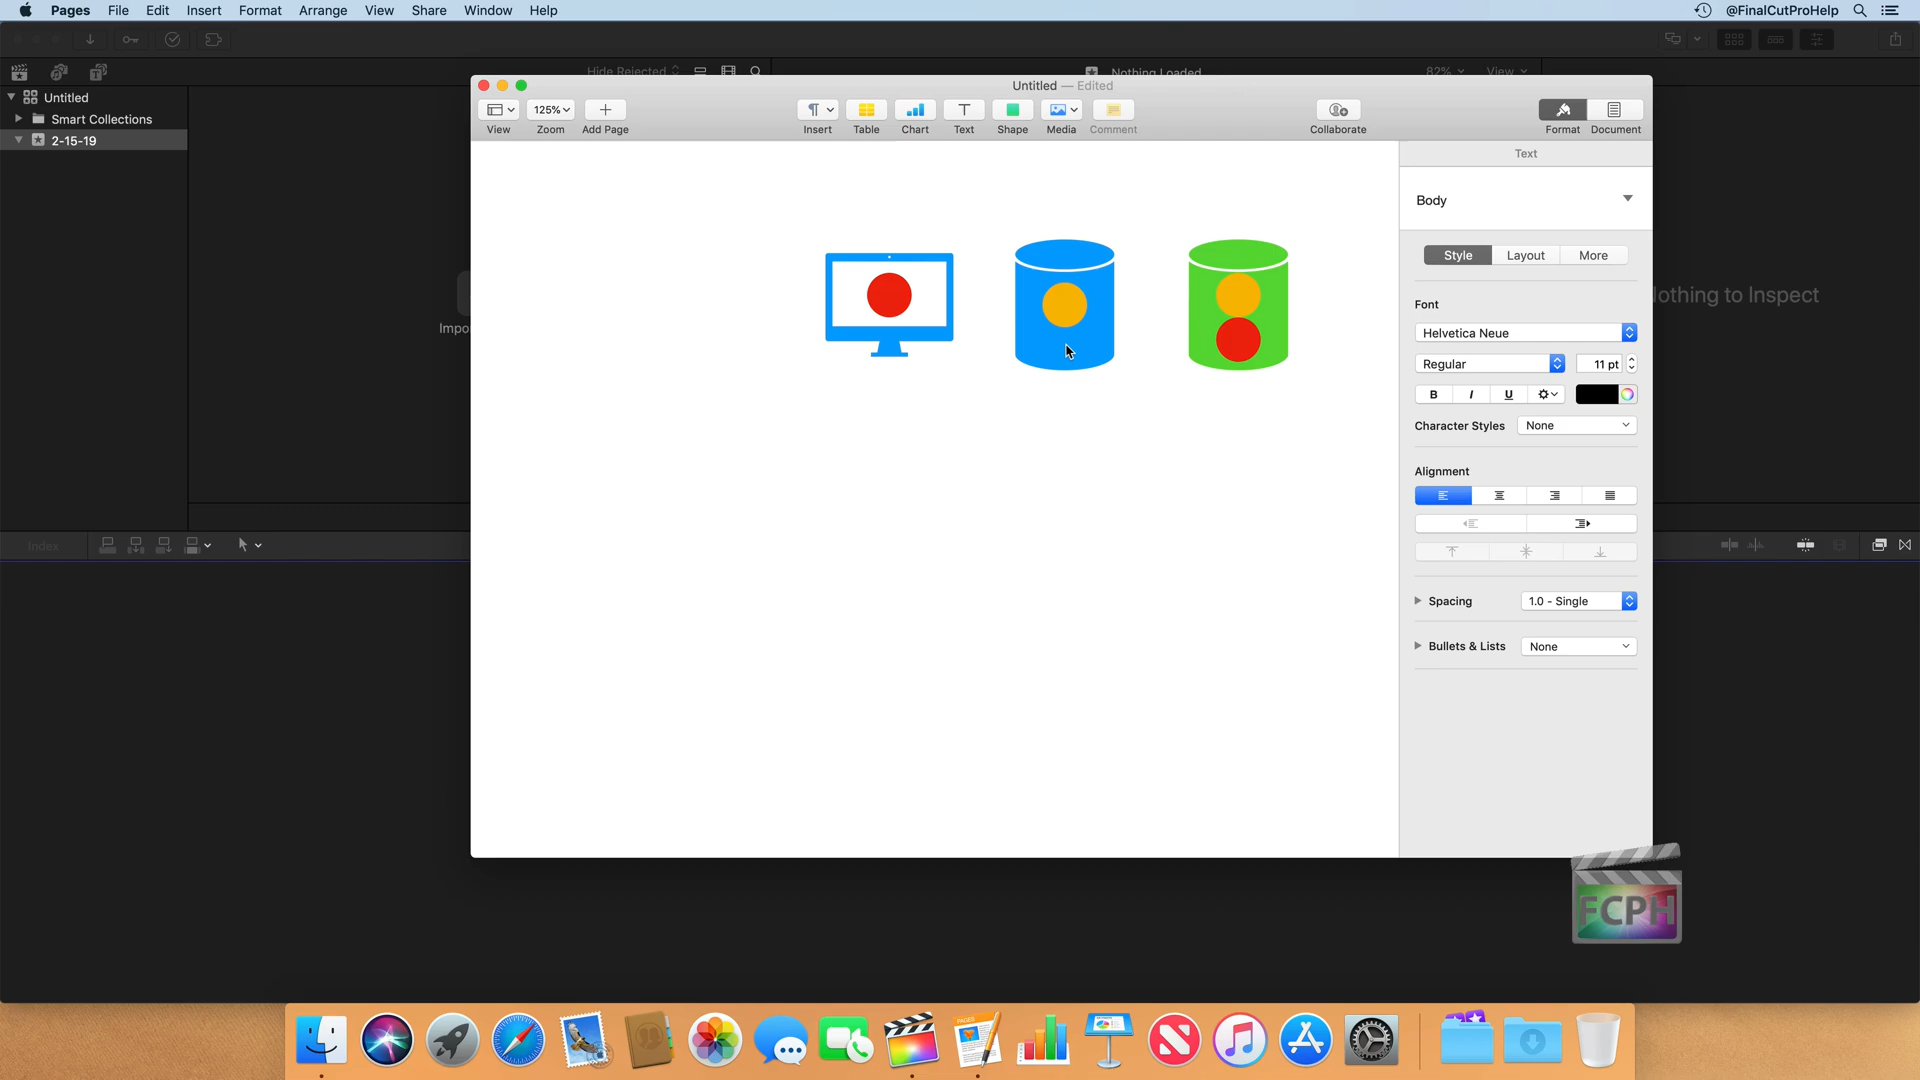 Pages File Edit Insert Format Arrange View Share Window Help
@FinalCutProHelp
Hide Rejected
Nothing Loaded
82% View
Untitled
Smart Collections
2-15-19
Untitled — Edited
125%
View Zoom Add Page
Insert Table Chart Text Shape Media Comment
Collaborate
Format Document
Text
Body
Style Layout More
Font
Helvetica Neue
Regular 11 pt
B I U
Character Styles None
Alignment
Spacing 1.0 - Single
Bullets & Lists None
Impo
othing to Inspect
Index
FCPH
PAGES